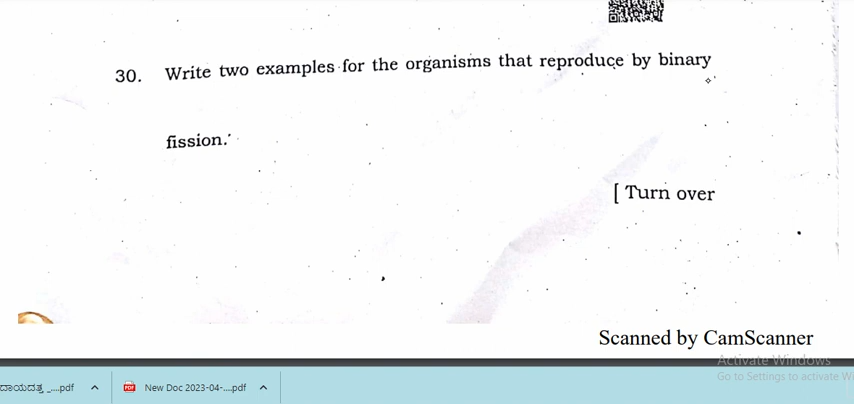 30. Write two examples for the organisms that reproduce by binary
fission.
[ Turn over
Scanned by CamScanner
Activate Windows
Go to Settings to activate W
ದಾಯದತ್ತ _....pdf
PDF
New Doc 2023-04-....pdf